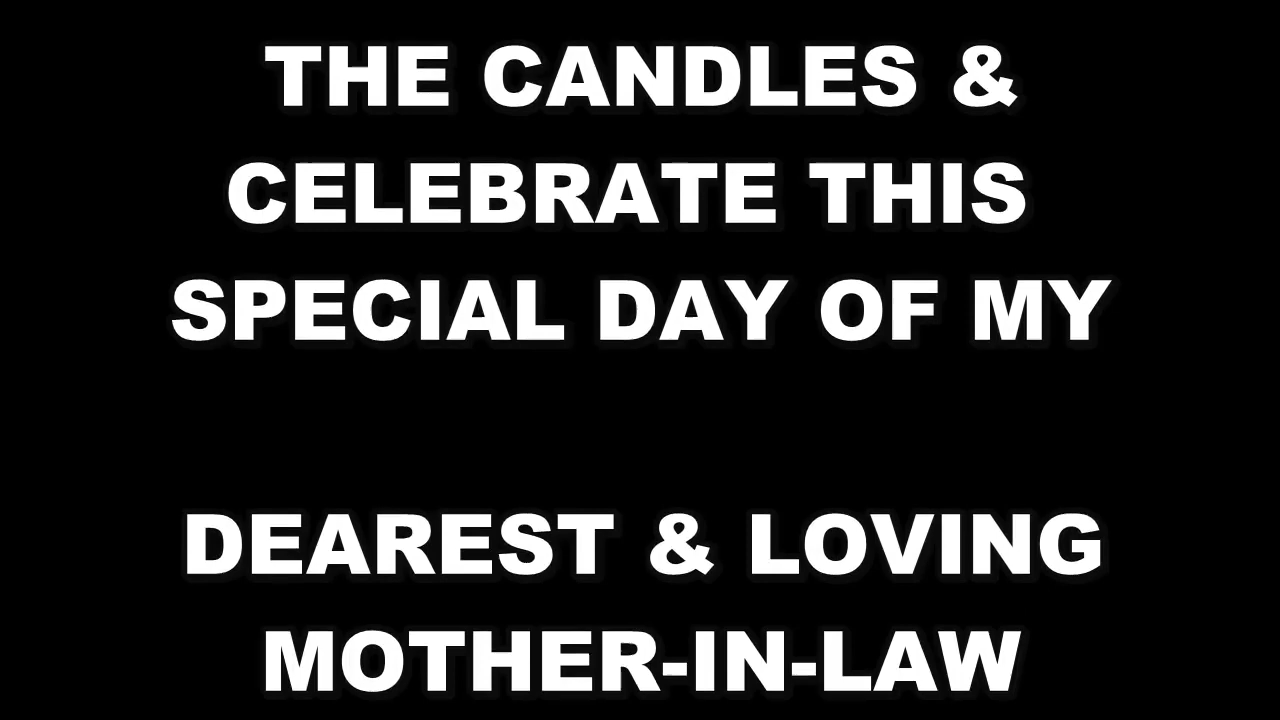 THE CANDLES &
CELEBRATE THIS
SPECIAL DAY OF MY
DEAREST & LOVING
MOTHER-IN-LAW